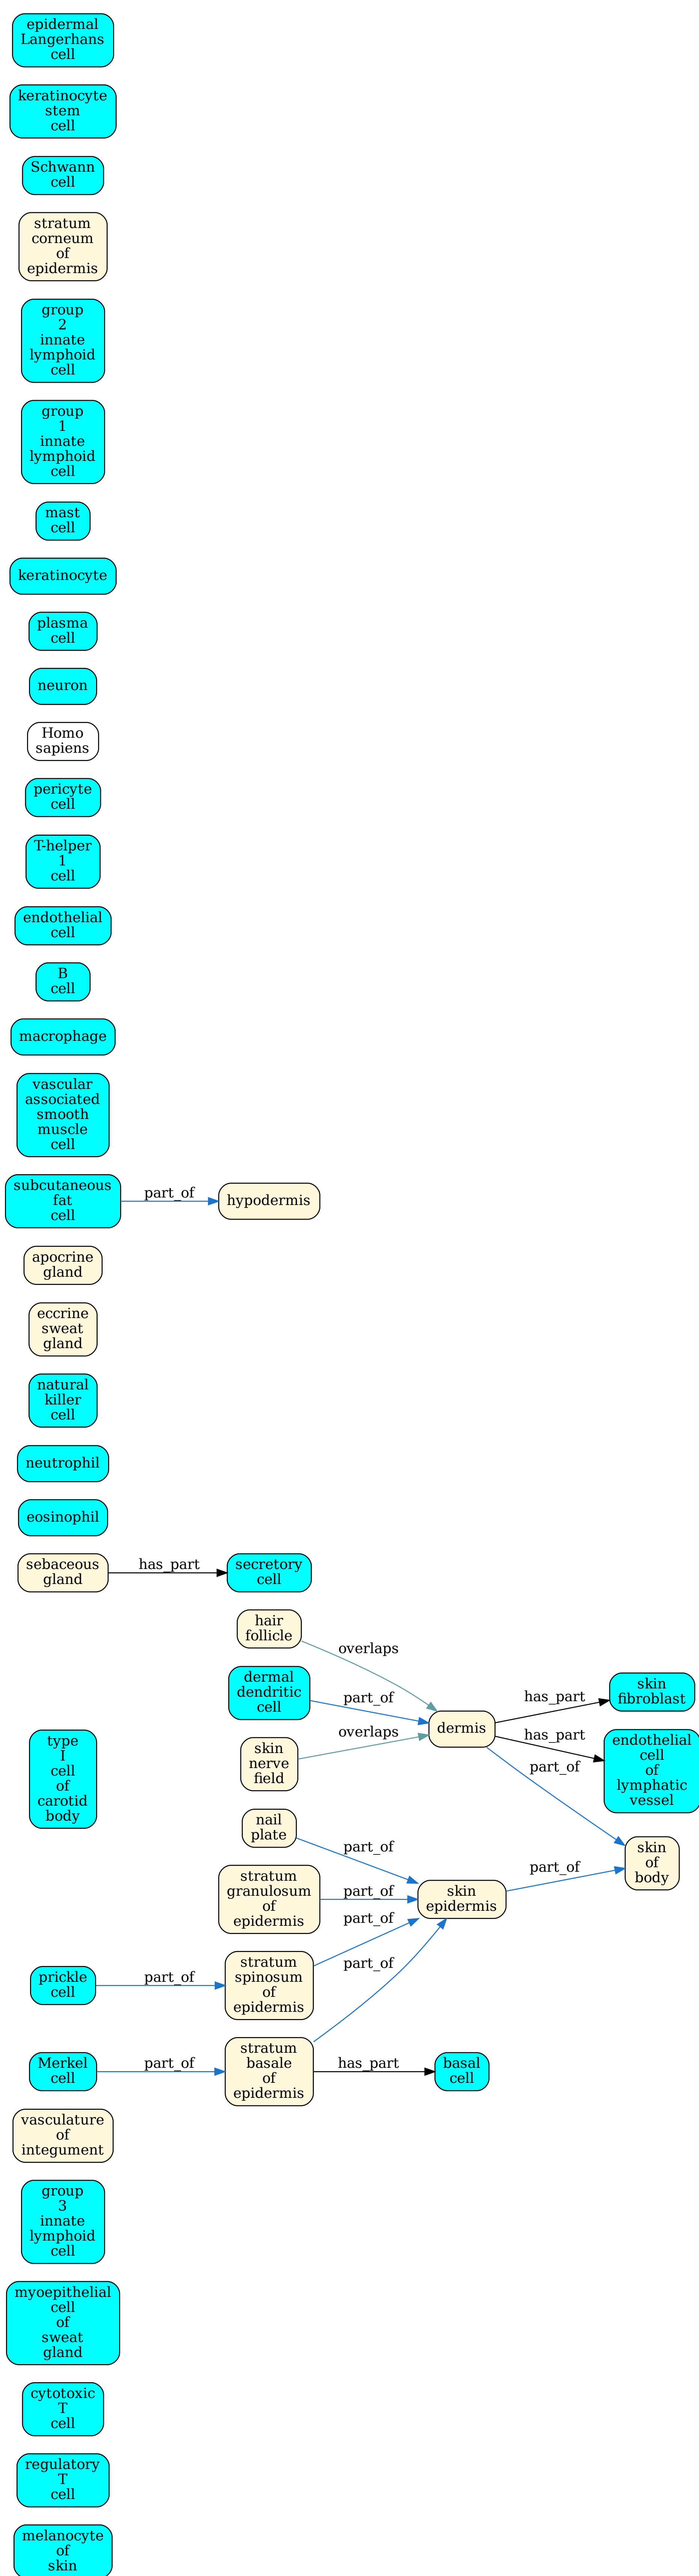 epidermal
Langerhans
cell
keratinocyte
stem
cell
Schwann
cell
stratum
corneum
of
epidermis
group
2
innate
lymphoid
cell
group
1
innate
lymphoid
cell
mast
cell
keratinocyte
plasma
cell
neuron
Homo
sapiens
pericyte
cell
T-helper
1
cell
endothelial
cell
B
cell
macrophage
vascular
associated
smooth
muscle
cell
subcutaneous
fat
cell
part_of
hypodermis
apocrine
gland
eccrine
sweat
gland
natural
killer
cell
neutrophil
eosinophil
sebaceous
gland
has_part
secretory
cell
hair
follicle
overlaps
dermal
dendritic
cell
part_of
skin
nerve
field
overlaps
dermis
has_part
skin
fibroblast
has_part
endothelial
cell
of
lymphatic
vessel
part_of
skin
of
body
type
I
cell
of
carotid
body
nail
plate
part_of
stratum
granulosum
of
epidermis
part_of
skin
epidermis
part_of
prickle
cell
part_of
stratum
spinosum
of
epidermis
part_of
Merkel
cell
part_of
stratum
basale
of
epidermis
part_of
has_part
basal
cell
vasculature
of
integument
group
3
innate
lymphoid
cell
myoepithelial
cell
of
sweat
gland
cytotoxic
T
cell
regulatory
T
cell
melanocyte
of
skin